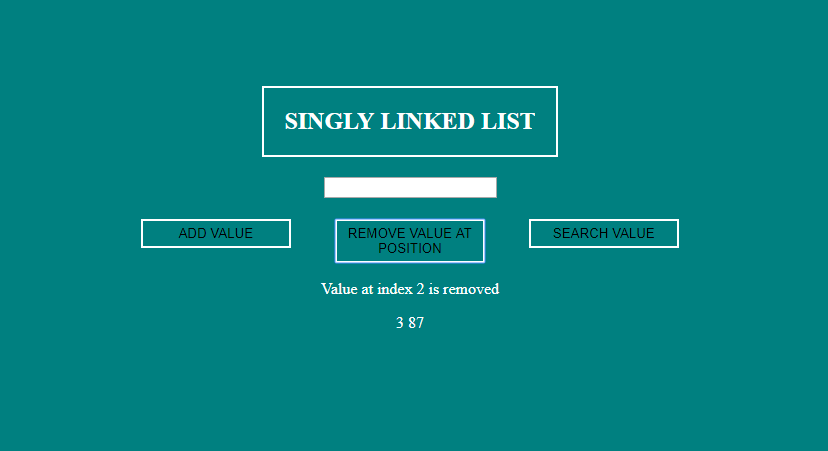 SINGLY LINKED LIST
ADD VALUE
REMOVE VALUE AT
POSITION
SEARCH VALUE
Value at index 2 is removed
3 87